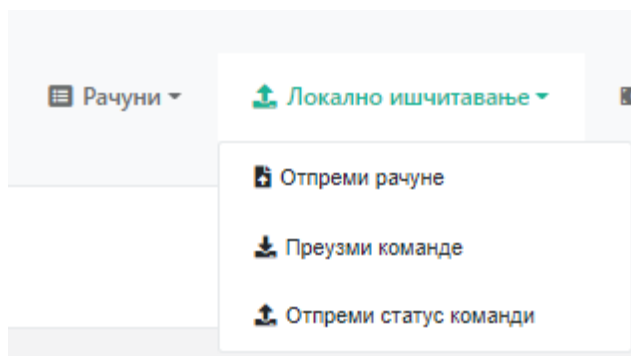 Рачуни
Локално ишчитавање
Отпреми рачуне
Преузми команде
Отпреми статус команди